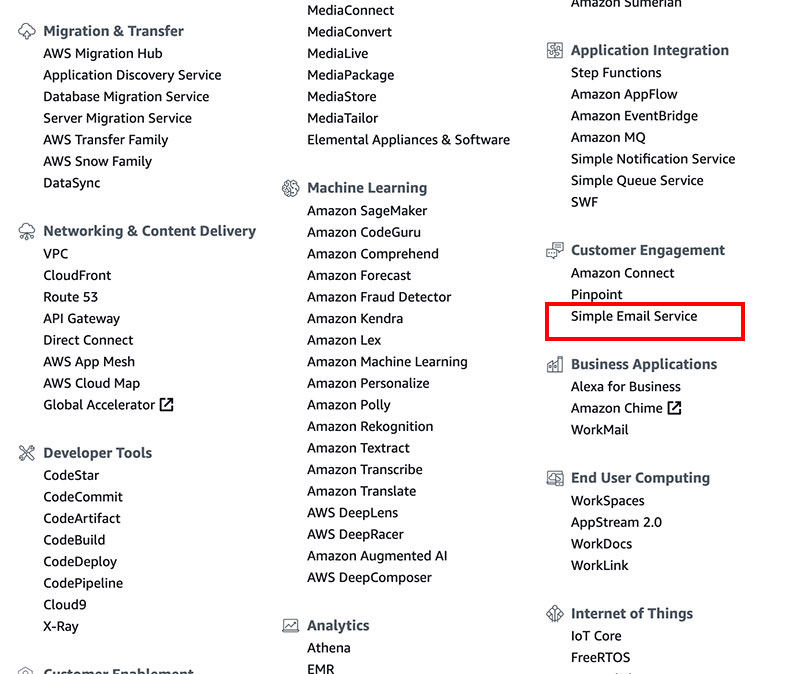 Migration & Transfer
AWS Migration Hub
Application Discovery Service
Database Migration Service
Server Migration Service
AWS Transfer Family
AWS Snow Family
DataSync
Networking & Content Delivery
VPC
CloudFront
Route 53
API Gateway
Direct Connect
AWS App Mesh
AWS Cloud Map
Global Accelerator
Developer Tools
CodeStar
CodeCommit
CodeArtifact
CodeBuild
CodeDeploy
CodePipeline
Cloud9
X-Ray
Customer Enablement
MediaConnect
MediaConvert
MediaLive
MediaPackage
MediaStore
MediaTailor
Elemental Appliances & Software
Machine Learning
Amazon SageMaker
Amazon CodeGuru
Amazon Comprehend
Amazon Forecast
Amazon Fraud Detector
Amazon Kendra
Amazon Lex
Amazon Machine Learning
Amazon Personalize
Amazon Polly
Amazon Rekognition
Amazon Textract
Amazon Transcribe
Amazon Translate
AWS DeepLens
AWS DeepRacer
Amazon Augmented AI
AWS DeepComposer
Analytics
Athena
EMR
Amazon Sumerian
Application Integration
Step Functions
Amazon AppFlow
Amazon EventBridge
Amazon MQ
Simple Notification Service
Simple Queue Service
SWF
Customer Engagement
Amazon Connect
Pinpoint
Simple Email Service
Business Applications
Alexa for Business
Amazon Chime
WorkMail
End User Computing
WorkSpaces
AppStream 2.0
WorkDocs
WorkLink
Internet of Things
IoT Core
FreeRTOS